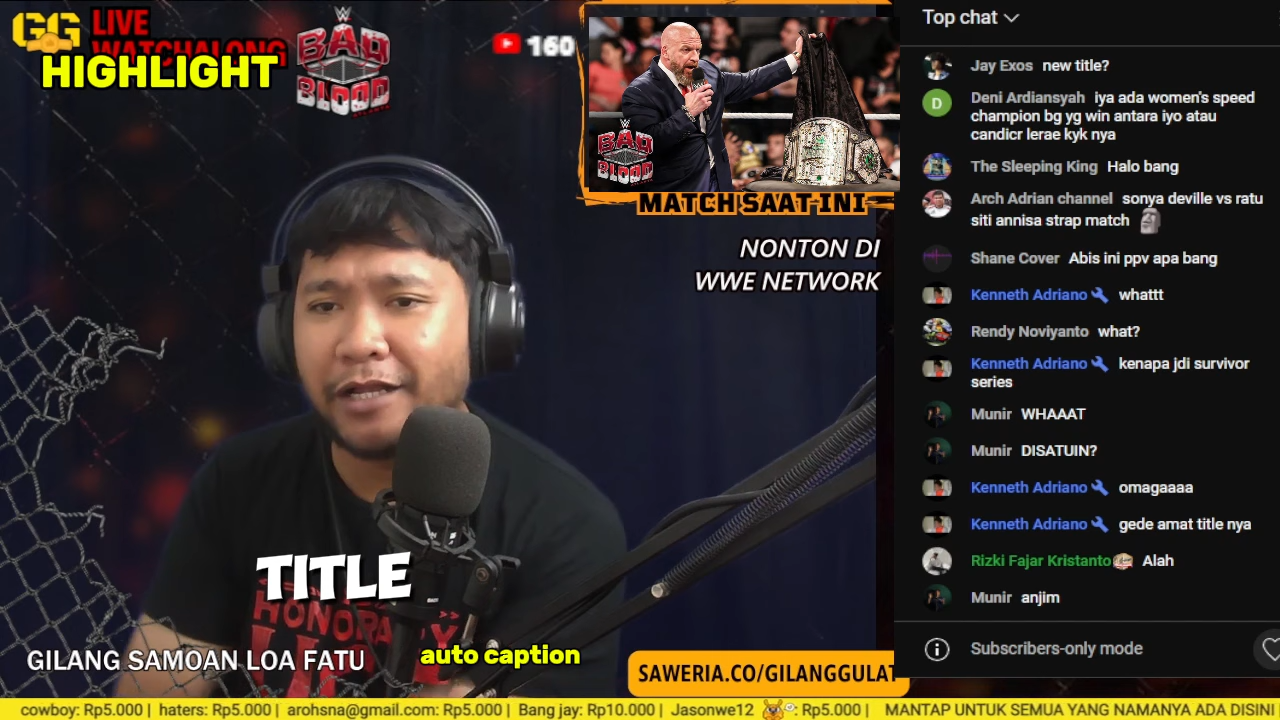 GG
LIVE
WATCHALONG
HIGHLIGHT
BAD
BLOOD
160
BAD
BLOOD
MATCH SAAT INI
NONTON DI
WWE NETWORK
TITLE
HONORARY
GILANG SAMOAN LOA FATU
auto caption
SAWERIA.CO/GILANGGULAT
cowboy: Rp5.000 | haters: Rp5.000 | arohsna@gmail.com: Rp5.000 | Bang jay: Rp10.000 | Jasonwe12 : Rp5.000 | MANTAP UNTUK SEMUA YANG NAMANYA ADA DISINI
Top chat
Jay Exos new title?
Deni Ardiansyah iya ada women's speed
champion bg yg win antara iyo atau
candicr lerae kyk nya
The Sleeping King Halo bang
Arch Adrian channel sonya deville vs ratu
siti annisa strap match
Shane Cover Abis ini ppv apa bang
Kenneth Adriano whattt
Rendy Noviyanto what?
Kenneth Adriano kenapa jdi survivor
series
Munir WHAAAT
Munir DISATUIN?
Kenneth Adriano omagaaaa
Kenneth Adriano gede amat title nya
Rizki Fajar Kristanto Alah
Munir anjim
Subscribers-only mode